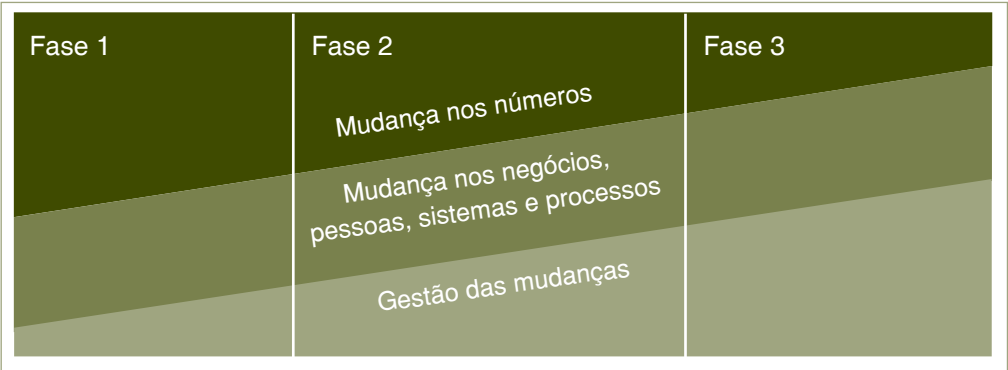 Fase 1
Fase 2
Fase 3
Mudança nos números
Mudança nos negócios,
pessoas, sistemas e processos
Gestão das mudanças